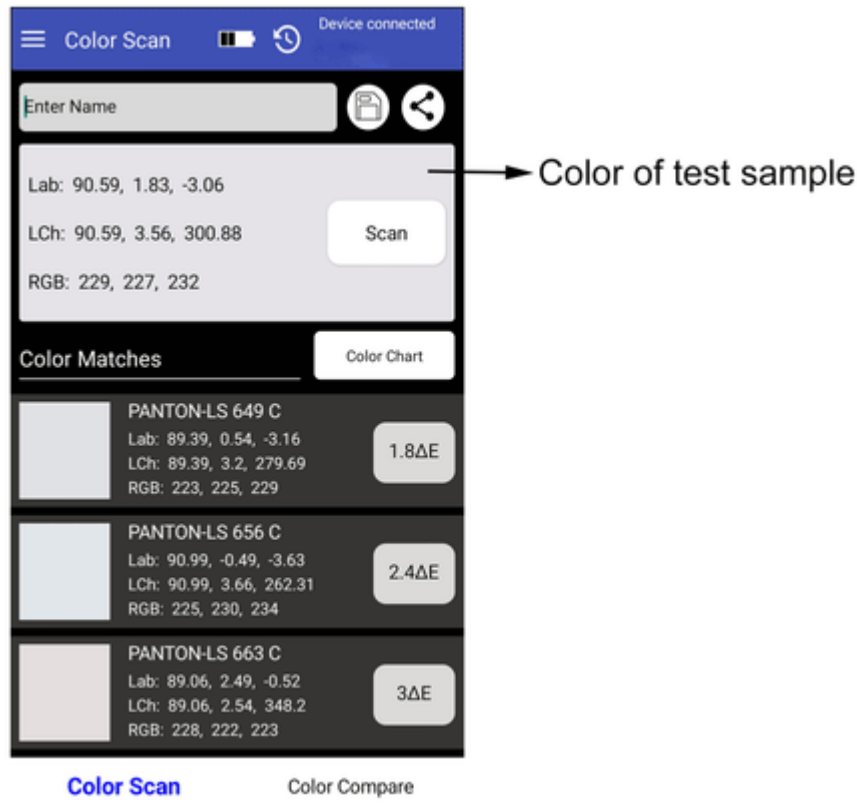 Color Scan
Device connected
Enter Name
Lab: 90.59, 1.83, -3.06
LCh: 90.59, 3.56, 300.88
RGB: 229, 227, 232
Scan
Color of test sample
Color Matches
Color Chart
PANTON-LS 649 C
Lab: 89.39, 0.54, -3.16
LCh: 89.39, 3.2, 279.69
RGB: 223, 225, 229
1.8ΔE
PANTON-LS 656 C
Lab: 90.99, -0.49, -3.63
LCh: 90.99, 3.66, 262.31
RGB: 225, 230, 234
2.4ΔE
PANTON-LS 663 C
Lab: 89.06, 2.49, -0.52
LCh: 89.06, 2.54, 348.2
RGB: 228, 222, 223
3ΔE
Color Scan
Color Compare